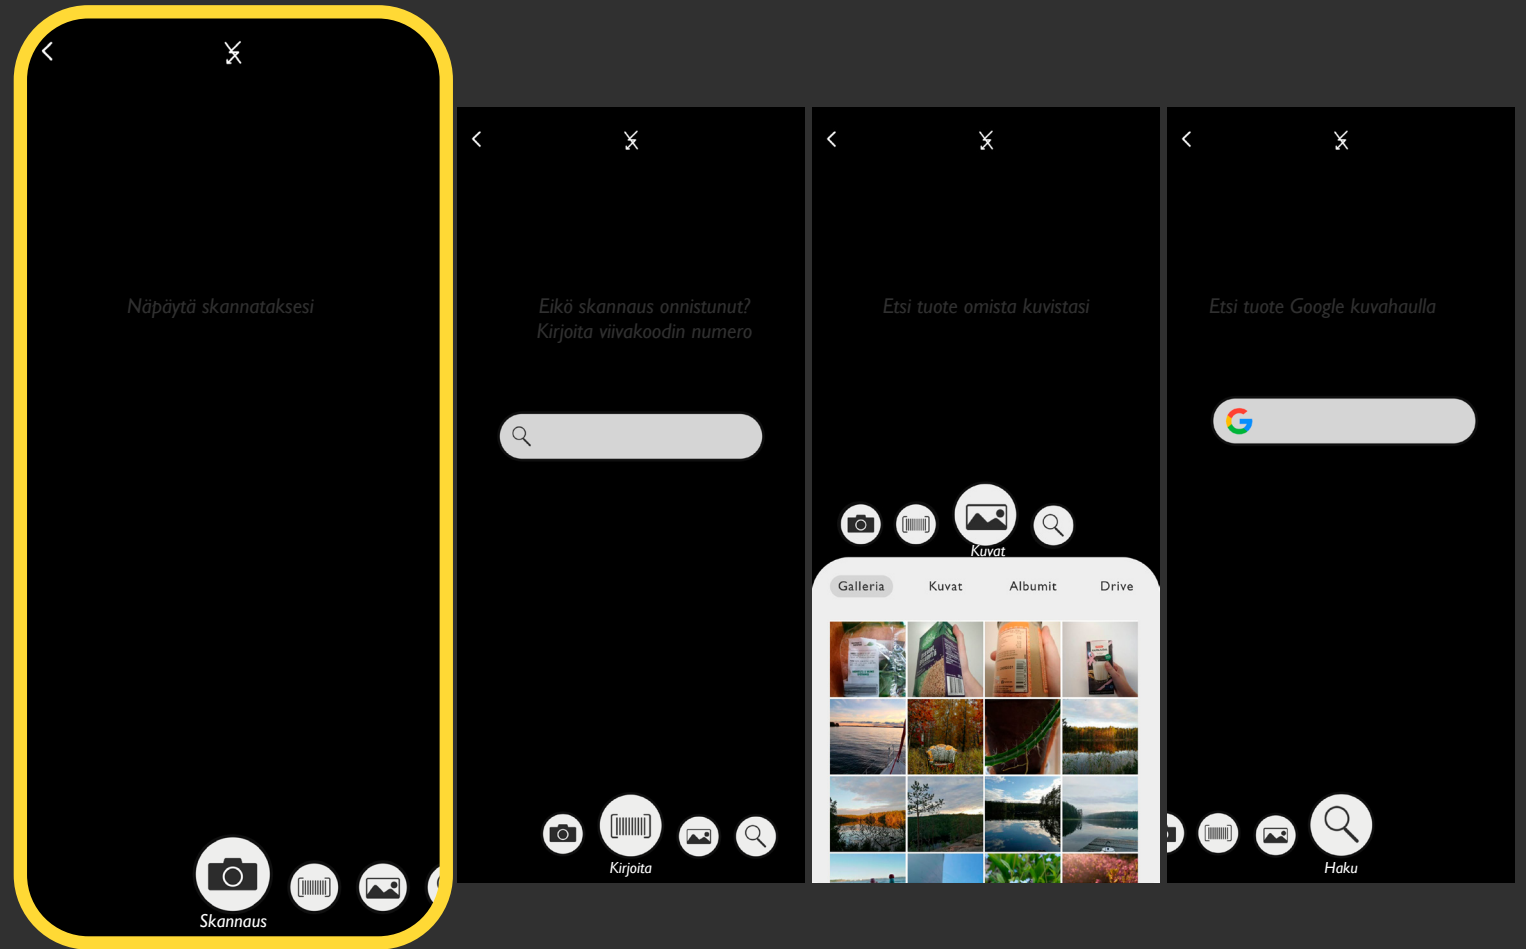 Näpäytä skannataksesi
Skannaus
Eikö skannaus onnistunut?
Kirjoita viivakoodin numero
Kirjoita
Etsi tuote omista kuvistasi
Kuvat
Galleria Kuvat Albumit Drive
Etsi tuote Google kuvahaulla
Haku